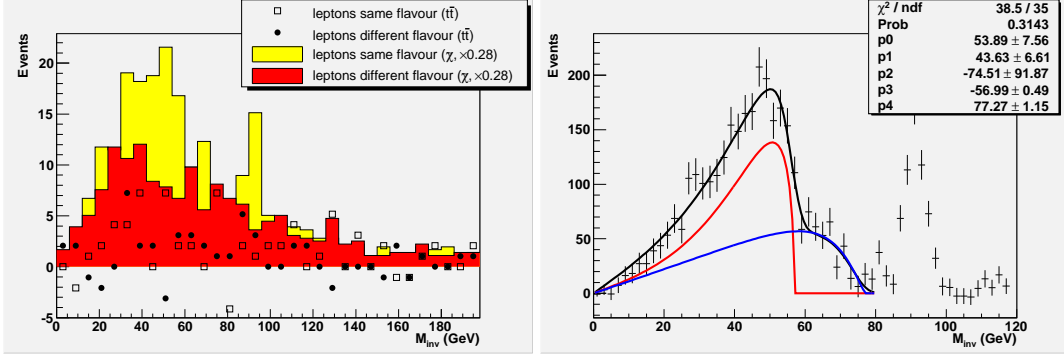 □ leptons same flavour (tt̄)
● leptons different flavour (tt̄)
leptons same flavour (χ, ×0.28)
leptons different flavour (χ, ×0.28)
Events
20
15
10
5
0
-5
0 20 40 60 80 100 120 140 160 180
M_inv (GeV)
χ² / ndf 38.5 / 35
Prob 0.3143
p0 53.89 ± 7.56
p1 43.63 ± 6.61
p2 -74.51 ± 91.87
p3 -56.99 ± 0.49
p4 77.27 ± 1.15
Events
200
150
100
50
0
0 20 40 60 80 100 120
M_inv (GeV)